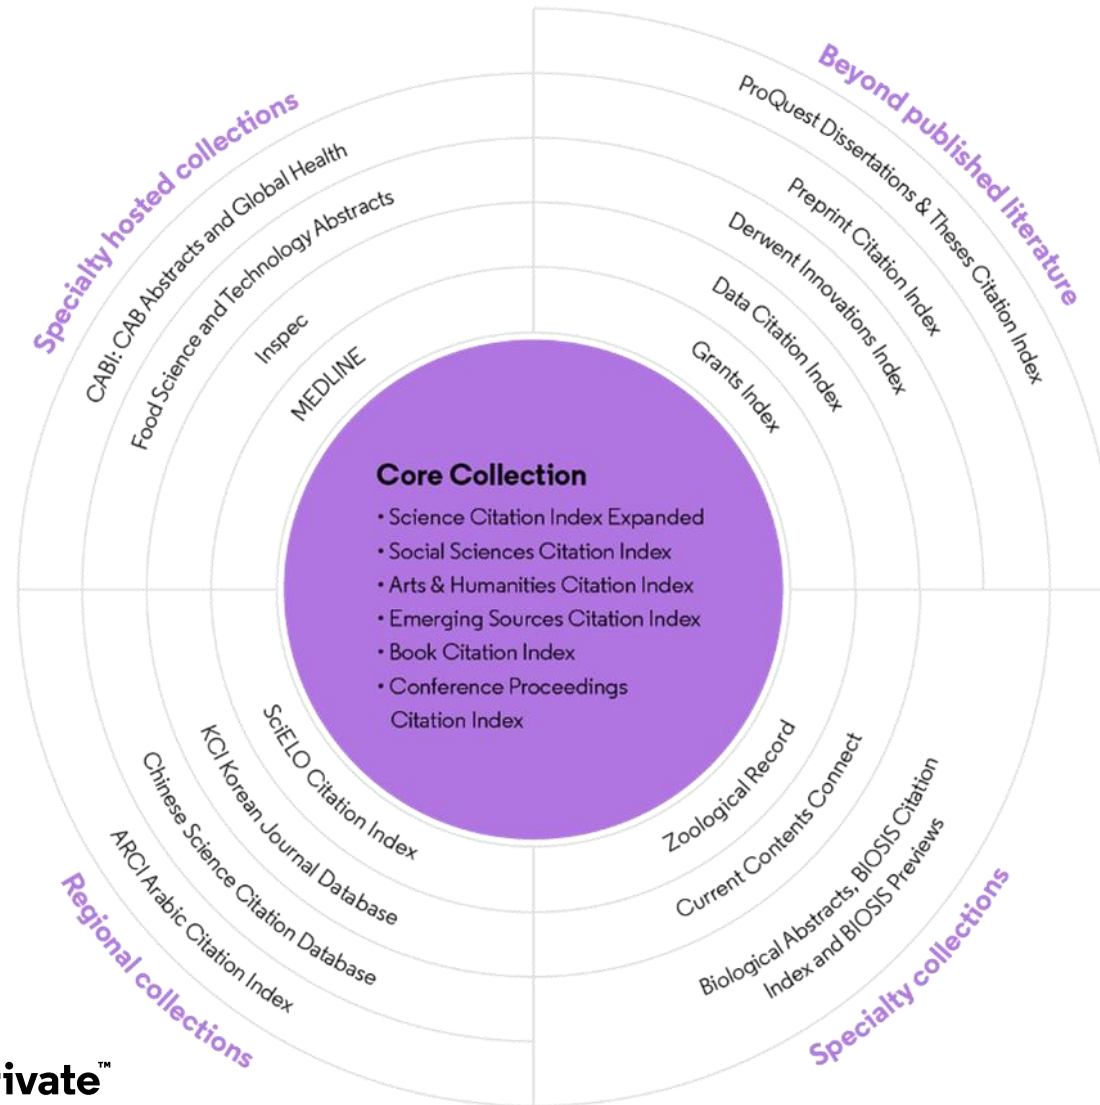 Specialty hosted collections
CABI: CAB Abstracts and Global Health
Food Science and Technology Abstracts
Inspec
MEDLINE
Beyond published literature
ProQuest Dissertations & Theses Citation Index
Preprint Citation Index
Derwent Innovations Index
Data Citation Index
Grants Index
Core Collection
• Science Citation Index Expanded
• Social Sciences Citation Index
• Arts & Humanities Citation Index
• Emerging Sources Citation Index
• Book Citation Index
• Conference Proceedings
Citation Index
SciELO Citation Index
KCI Korean Journal Database
Chinese Science Citation Database
ARCI Arabic Citation Index
Regional collections
Zoological Record
Current Contents Connect
Biological Abstracts, BIOSIS Citation
Index and BIOSIS Previews
Specialty collections
ivate™